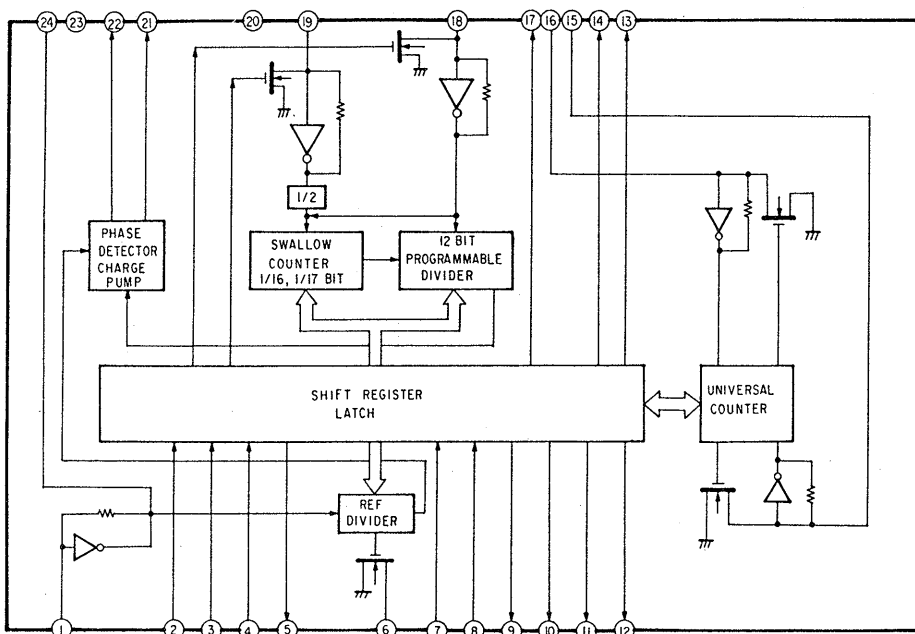 24 23 22 21 20 19 18 17 16 15 14 13
1/2
PHASE
DETECTOR
CHARGE
PUMP
SWALLOW
COUNTER
1/16, 1/17 BIT
12 BIT
PROGRAMMABLE
DIVIDER
SHIFT REGISTER
LATCH
UNIVERSAL
COUNTER
REF
DIVIDER
1 2 3 4 5 6 7 8 9 10 11 12